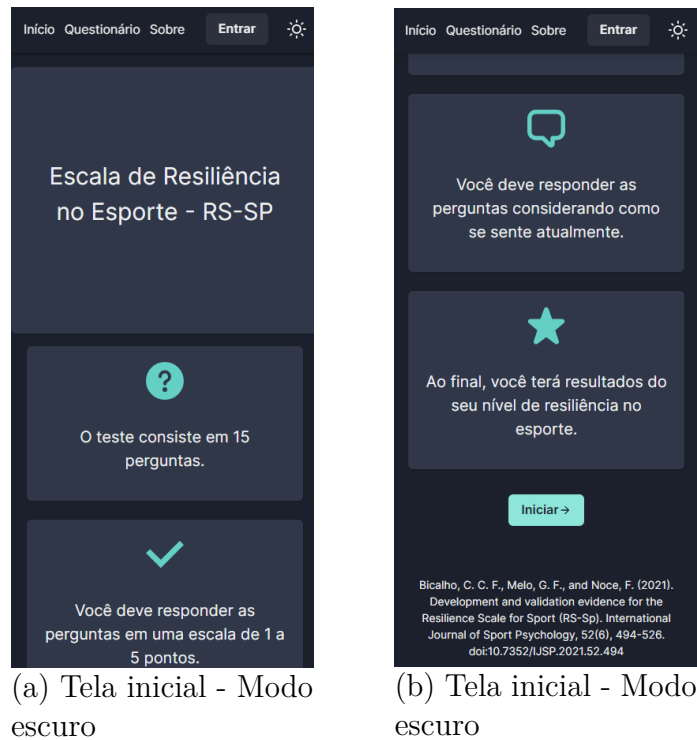 Início Questionário Sobre Entrar
Escala de Resiliência
no Esporte - RS-SP
?
O teste consiste em 15
perguntas.
Você deve responder as
perguntas em uma escala de 1 a
5 pontos.
(a) Tela inicial - Modo
escuro
Início Questionário Sobre Entrar
Você deve responder as
perguntas considerando como
se sente atualmente.
Ao final, você terá resultados do
seu nível de resiliência no
esporte.
Iniciar→
Bicalho, C. C. F., Melo, G. F., and Noce, F. (2021).
Development and validation evidence for the
Resilience Scale for Sport (RS-Sp). International
Journal of Sport Psychology, 52(6), 494-526.
doi:10.7352/IJSP.2021.52.494
(b) Tela inicial - Modo
escuro